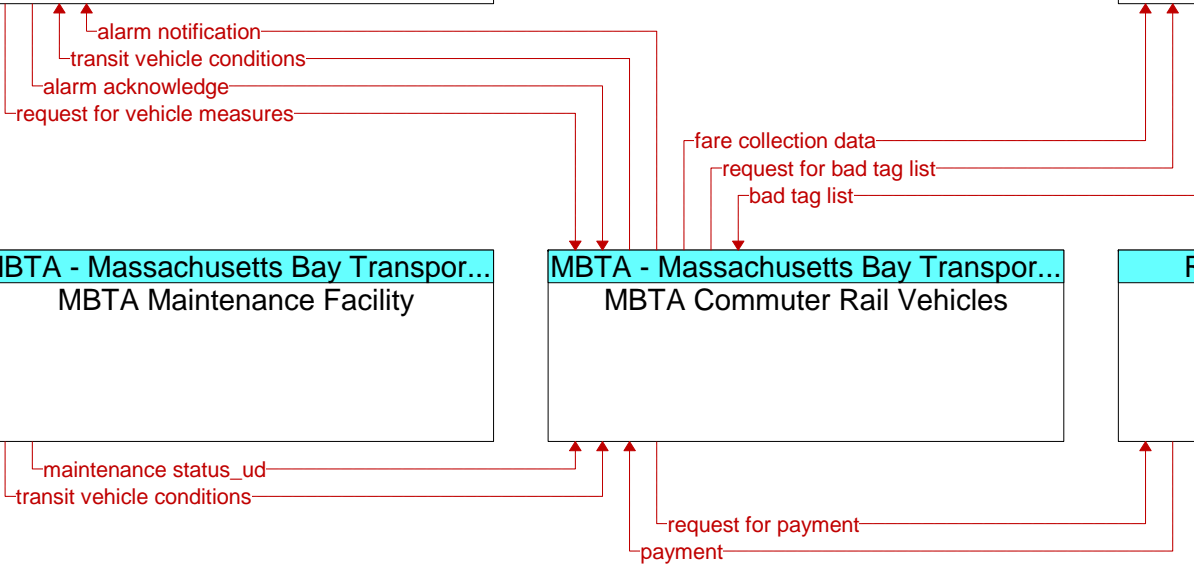 alarm notification
transit vehicle conditions
alarm acknowledge
request for vehicle measures
fare collection data
request for bad tag list
bad tag list
MBTA - Massachusetts Bay Transpor...
MBTA Maintenance Facility
MBTA - Massachusetts Bay Transpor...
MBTA Commuter Rail Vehicles
maintenance status_ud
transit vehicle conditions
request for payment
payment